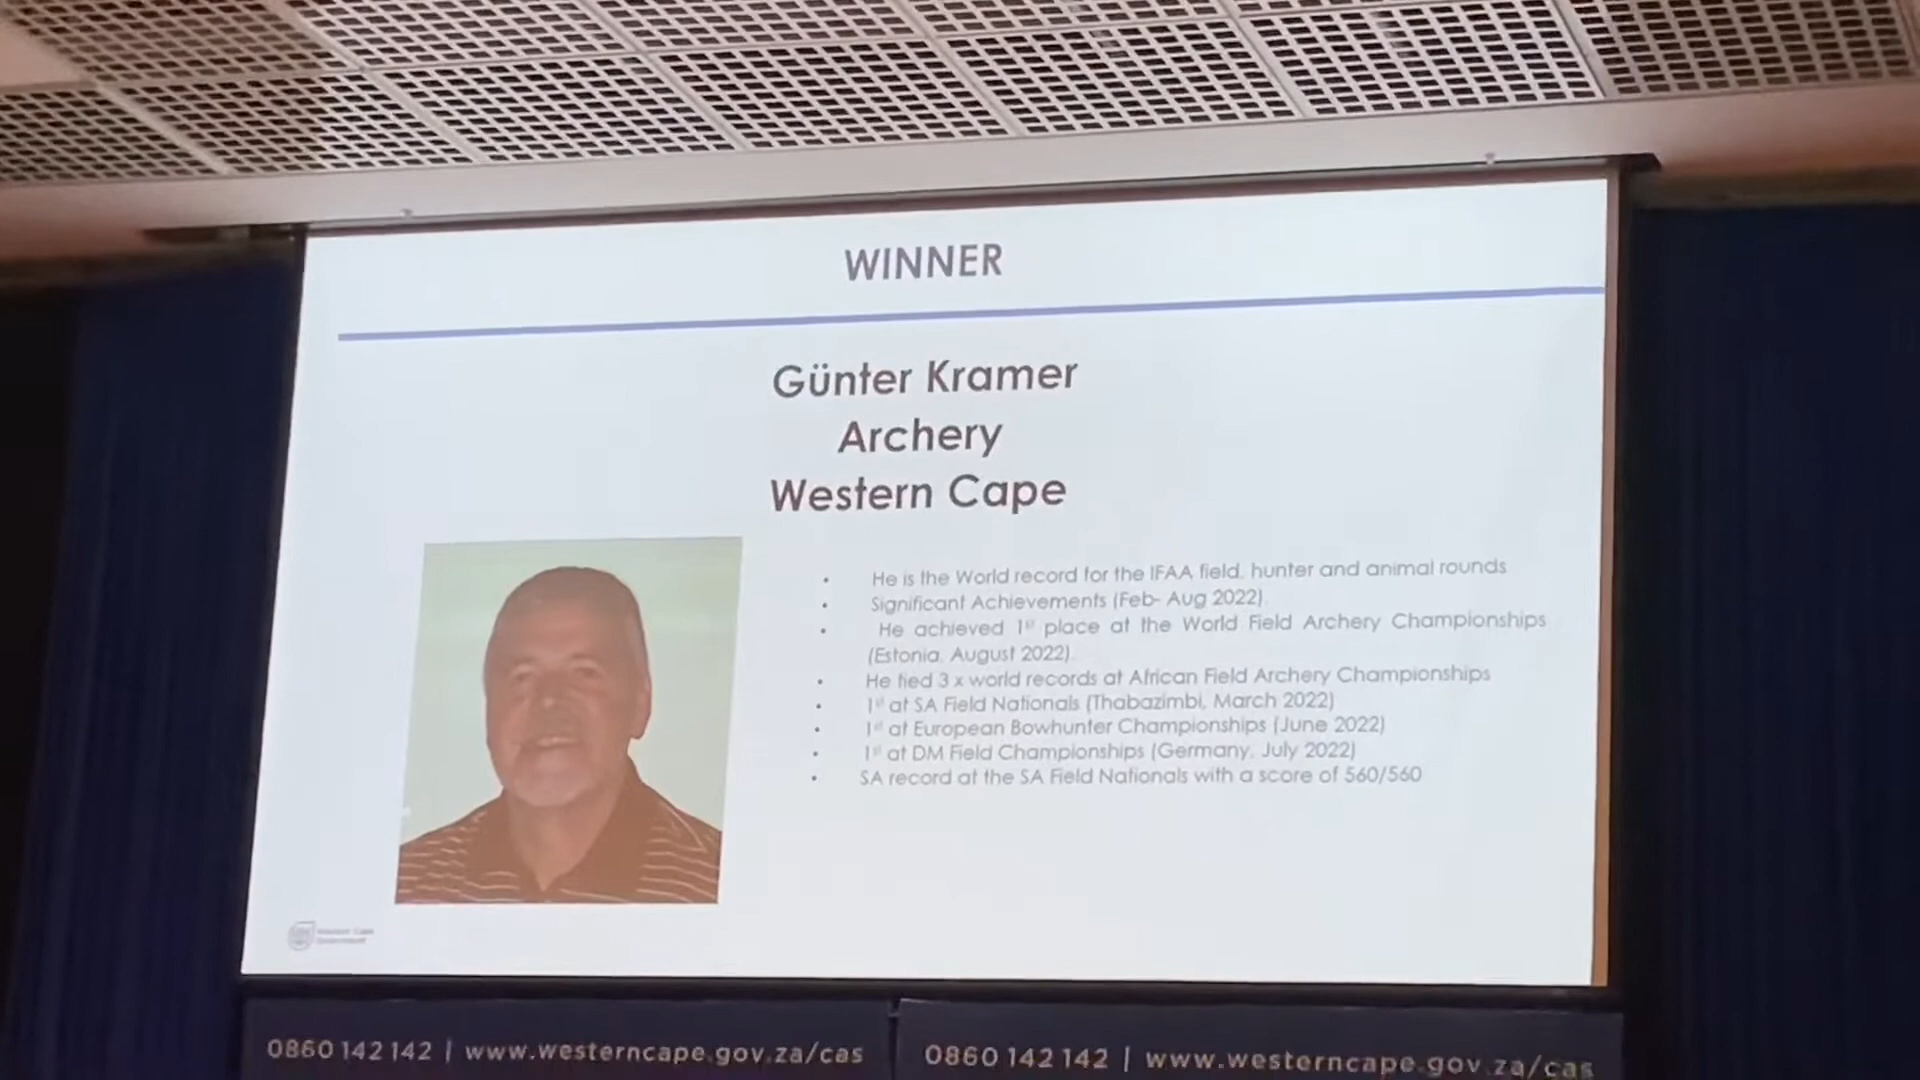 WINNER
Günter Kramer
Archery
Western Cape
• He is the World record for the IFAA field, hunter and animal rounds
• Significant Achievements (Feb- Aug 2022)
• He achieved 1st place at the World Field Archery Championships
(Estonia, August 2022).
• He tied 3 x world records at African Field Archery Championships
• 1st at SA Field Nationals (Thabazimbi, March 2022)
• 1st at European Bowhunter Championships (June 2022)
• 1st at DM Field Championships (Germany, July 2022)
• SA record at the SA Field Nationals with a score of 560/560
Western Cape
Government
0860 142 142 | www.westerncape.gov.za/cas
0860 142 142 | www.westerncape.gov.za/cas